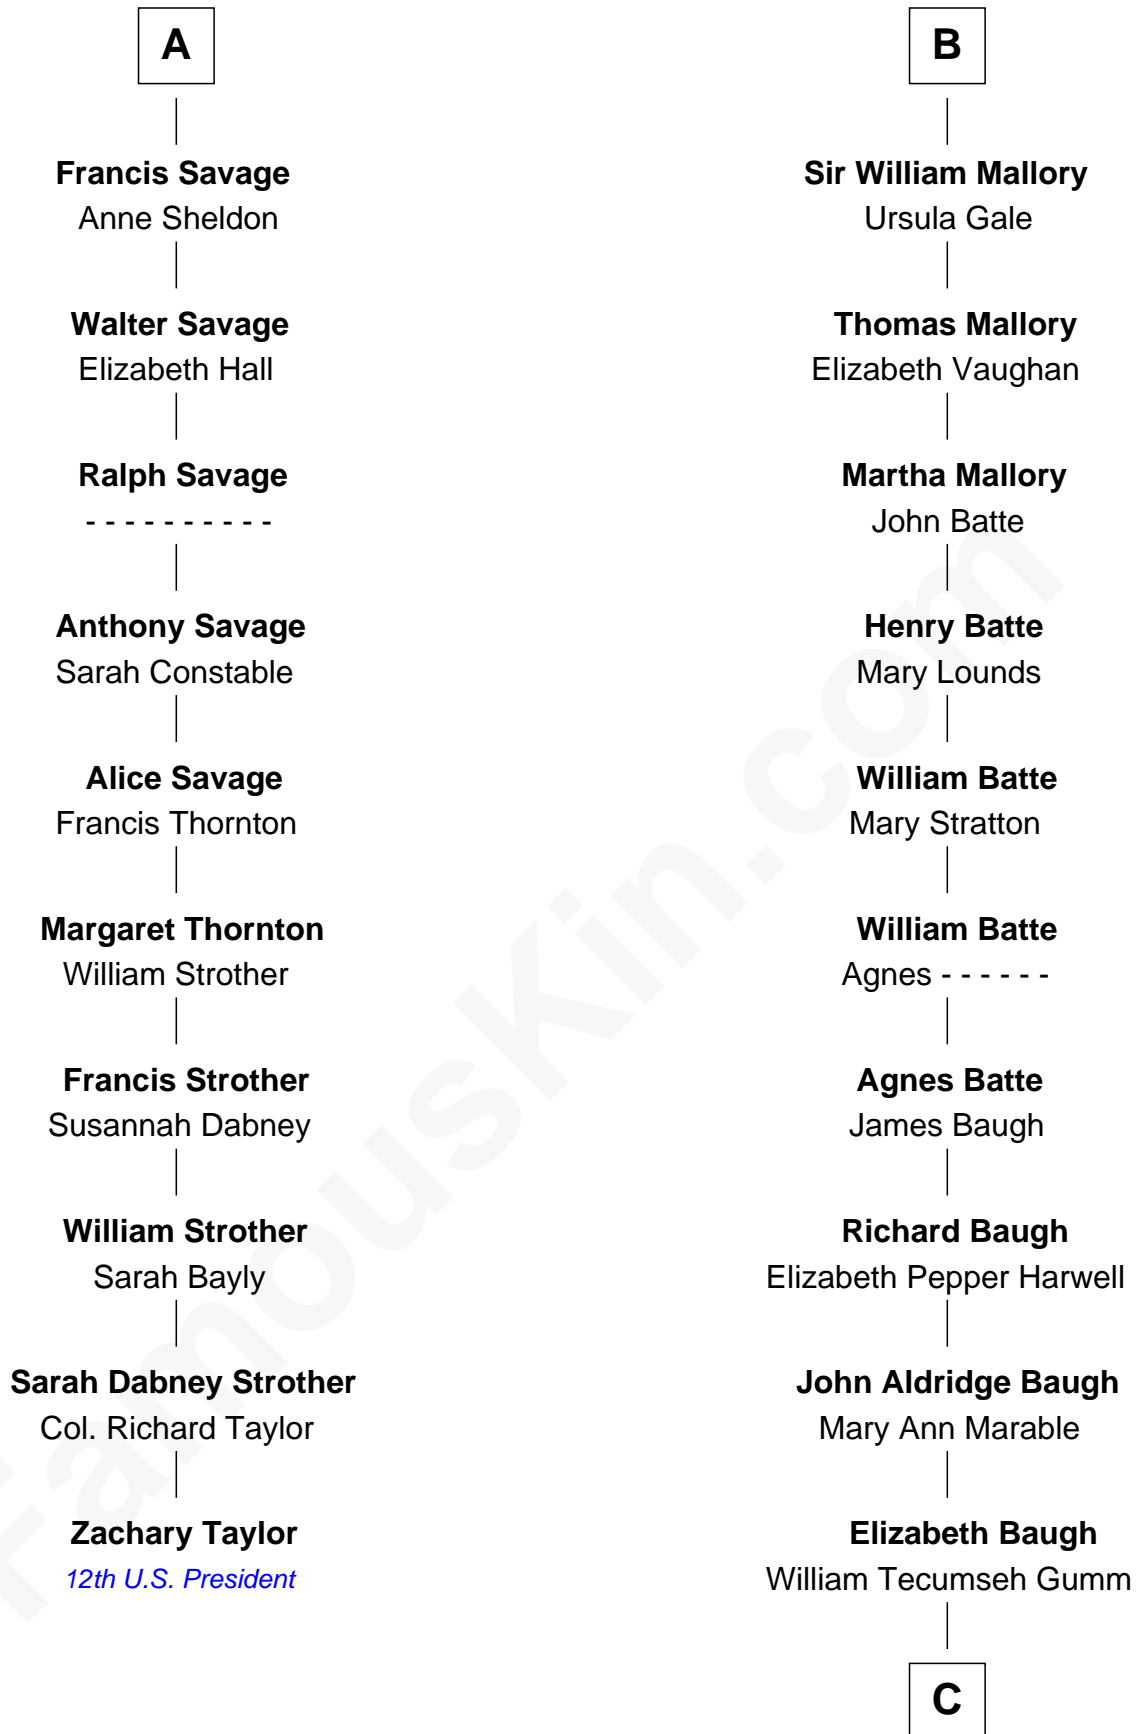 A
Francis Savage
Anne Sheldon
Walter Savage
Elizabeth Hall
Ralph Savage
- - - - - - - - - -
Anthony Savage
Sarah Constable
Alice Savage
Francis Thornton
Margaret Thornton
William Strother
Francis Strother
Susannah Dabney
William Strother
Sarah Bayly
Sarah Dabney Strother
Col. Richard Taylor
Zachary Taylor
12th U.S. President
B
Sir William Mallory
Ursula Gale
Thomas Mallory
Elizabeth Vaughan
Martha Mallory
John Batte
Henry Batte
Mary Lounds
William Batte
Mary Stratton
William Batte
Agnes - - - - - -
Agnes Batte
James Baugh
Richard Baugh
Elizabeth Pepper Harwell
John Aldridge Baugh
Mary Ann Marable
Elizabeth Baugh
William Tecumseh Gumm
C
FamousKin.com